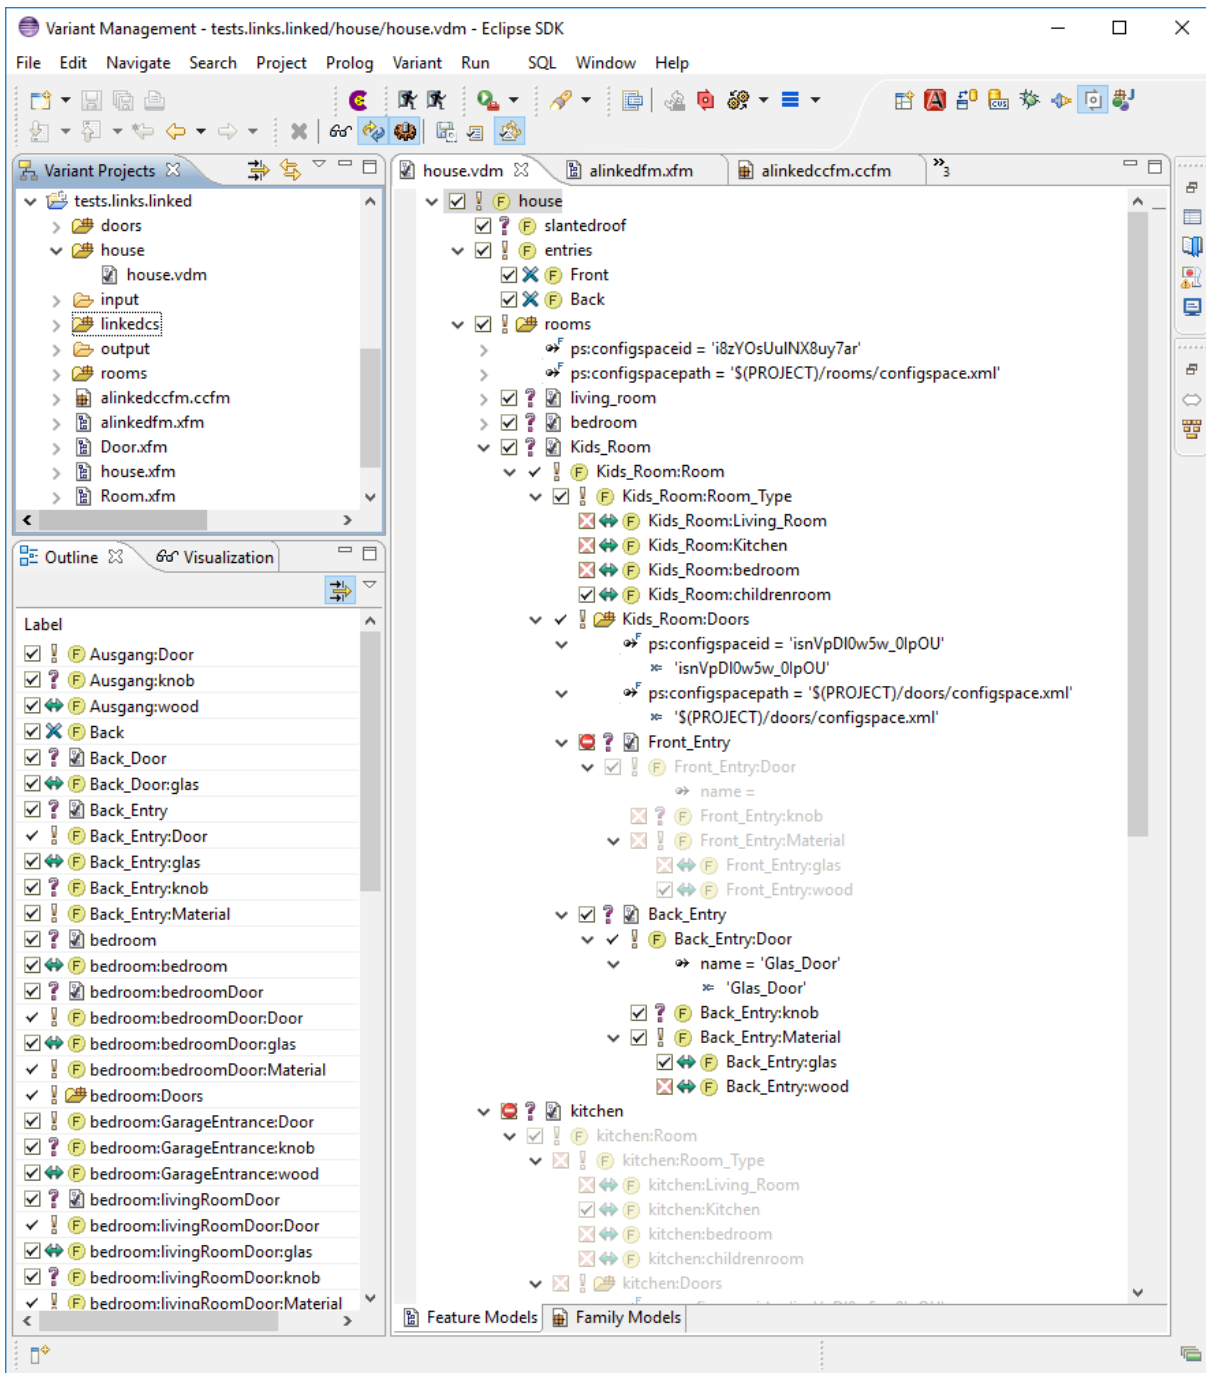 Variant Management - tests.links.linked/house/house.vdm - Eclipse SDK
File Edit Navigate Search Project Prolog Variant Run SQL Window Help
Variant Projects
tests.links.linked
doors
house
house.vdm
input
linkedcs
output
rooms
alinkedccfm.ccfm
alinkedfm.xfm
Door.xfm
house.xfm
Room.xfm
Outline Visualization
Label
Ausgang:Door
Ausgang:knob
Ausgang:wood
Back
Back_Door
Back_Door:glas
Back_Entry
Back_Entry:Door
Back_Entry:glas
Back_Entry:knob
Back_Entry:Material
bedroom
bedroom:bedroom
bedroom:bedroomDoor
bedroom:bedroomDoor:Door
bedroom:bedroomDoor:glas
bedroom:bedroomDoor:Material
bedroom:Doors
bedroom:GarageEntrance:Door
bedroom:GarageEntrance:knob
bedroom:GarageEntrance:wood
bedroom:livingRoomDoor
bedroom:livingRoomDoor:Door
bedroom:livingRoomDoor:glas
bedroom:livingRoomDoor:knob
bedroom:livingRoomDoor:Material
house.vdm alinkedfm.xfm alinkedccfm.ccfm »3
house
slantedroof
entries
Front
Back
rooms
ps:configspaceid = 'i8zYOsUuINX8uy7ar'
ps:configspacepath = '$(PROJECT)/rooms/configspace.xml'
living_room
bedroom
Kids_Room
Kids_Room:Room
Kids_Room:Room_Type
Kids_Room:Living_Room
Kids_Room:Kitchen
Kids_Room:bedroom
Kids_Room:childrenroom
Kids_Room:Doors
ps:configspaceid = 'isnVpDI0w5w_0IpOU'
'isnVpDI0w5w_0IpOU'
ps:configspacepath = '$(PROJECT)/doors/configspace.xml'
'$(PROJECT)/doors/configspace.xml'
Front_Entry
Front_Entry:Door
name =
Front_Entry:knob
Front_Entry:Material
Front_Entry:glas
Front_Entry:wood
Back_Entry
Back_Entry:Door
name = 'Glas_Door'
'Glas_Door'
Back_Entry:knob
Back_Entry:Material
Back_Entry:glas
Back_Entry:wood
kitchen
kitchen:Room
kitchen:Room_Type
kitchen:Living_Room
kitchen:Kitchen
kitchen:bedroom
kitchen:childrenroom
kitchen:Doors
Feature Models Family Models